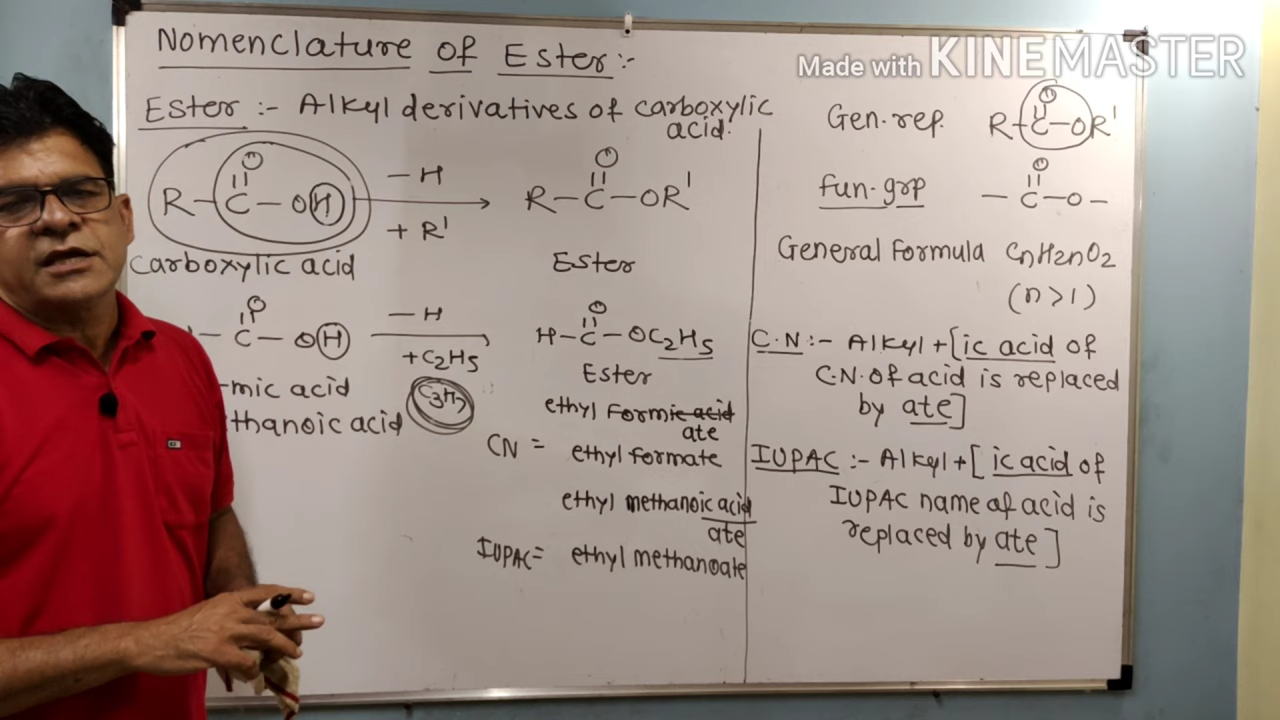 Nomenclature of Ester:-
Made with KINEMASTER
Ester :- Alkyl derivatives of carboxylic
acid.
R-C-OH
O
- H
+ R'
R-C-OR'
O
carboxylic acid
Ester
- C - OH
O
- H
+C2H5
C3H7
H-C-OC2H5
O
Ester
-mic acid
thanoic acid
ethyl Formic acid
ate
CN = ethyl formate
ethyl methanoic acid
ate
IUPAC= ethyl methanoate
Gen. rep. R-C-OR'
O
Fun. grp - C - O -
O
General Formula CnH2nO2
(n>1)
C.N :- Alkyl+[ic acid of
C.N. of acid is replaced
by ate]
IUPAC :- Alkyl+[ic acid of
IUPAC name of acid is
replaced by ate]